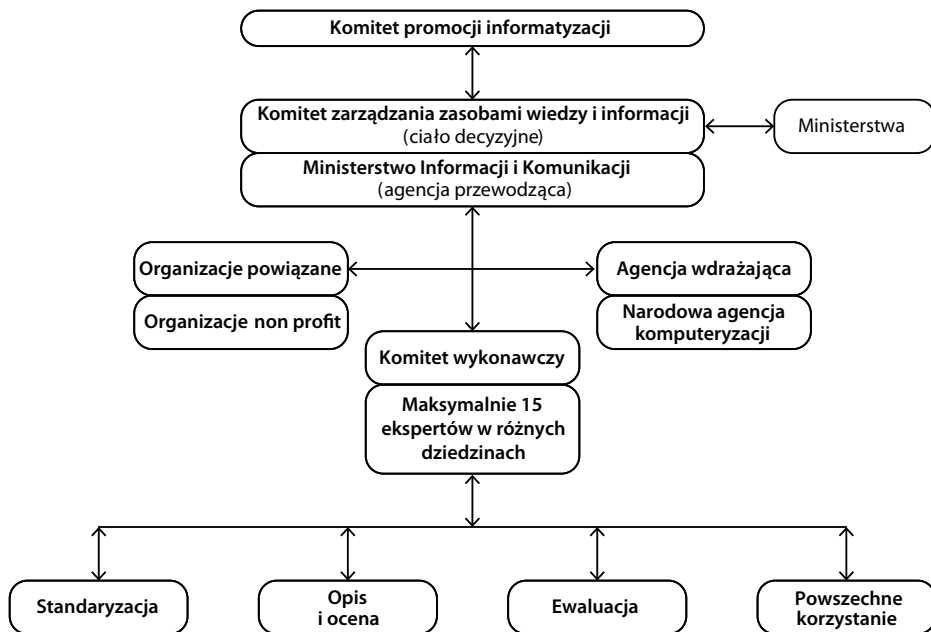 Komitet promocji informatyzacji
Komitet zarządzania zasobami wiedzy i informacji
(ciało decyzyjne)
Ministerstwa
Ministerstwo Informacji i Komunikacji
(agencja przewodząca)
Organizacje powiązane
Agencja wdrażająca
Organizacje non profit
Narodowa agencja
komputeryzacji
Komitet wykonawczy
Maksymalnie 15
ekspertów w różnych
dziedzinach
Standaryzacja
Opis
i ocena
Ewaluacja
Powszechne
korzystanie